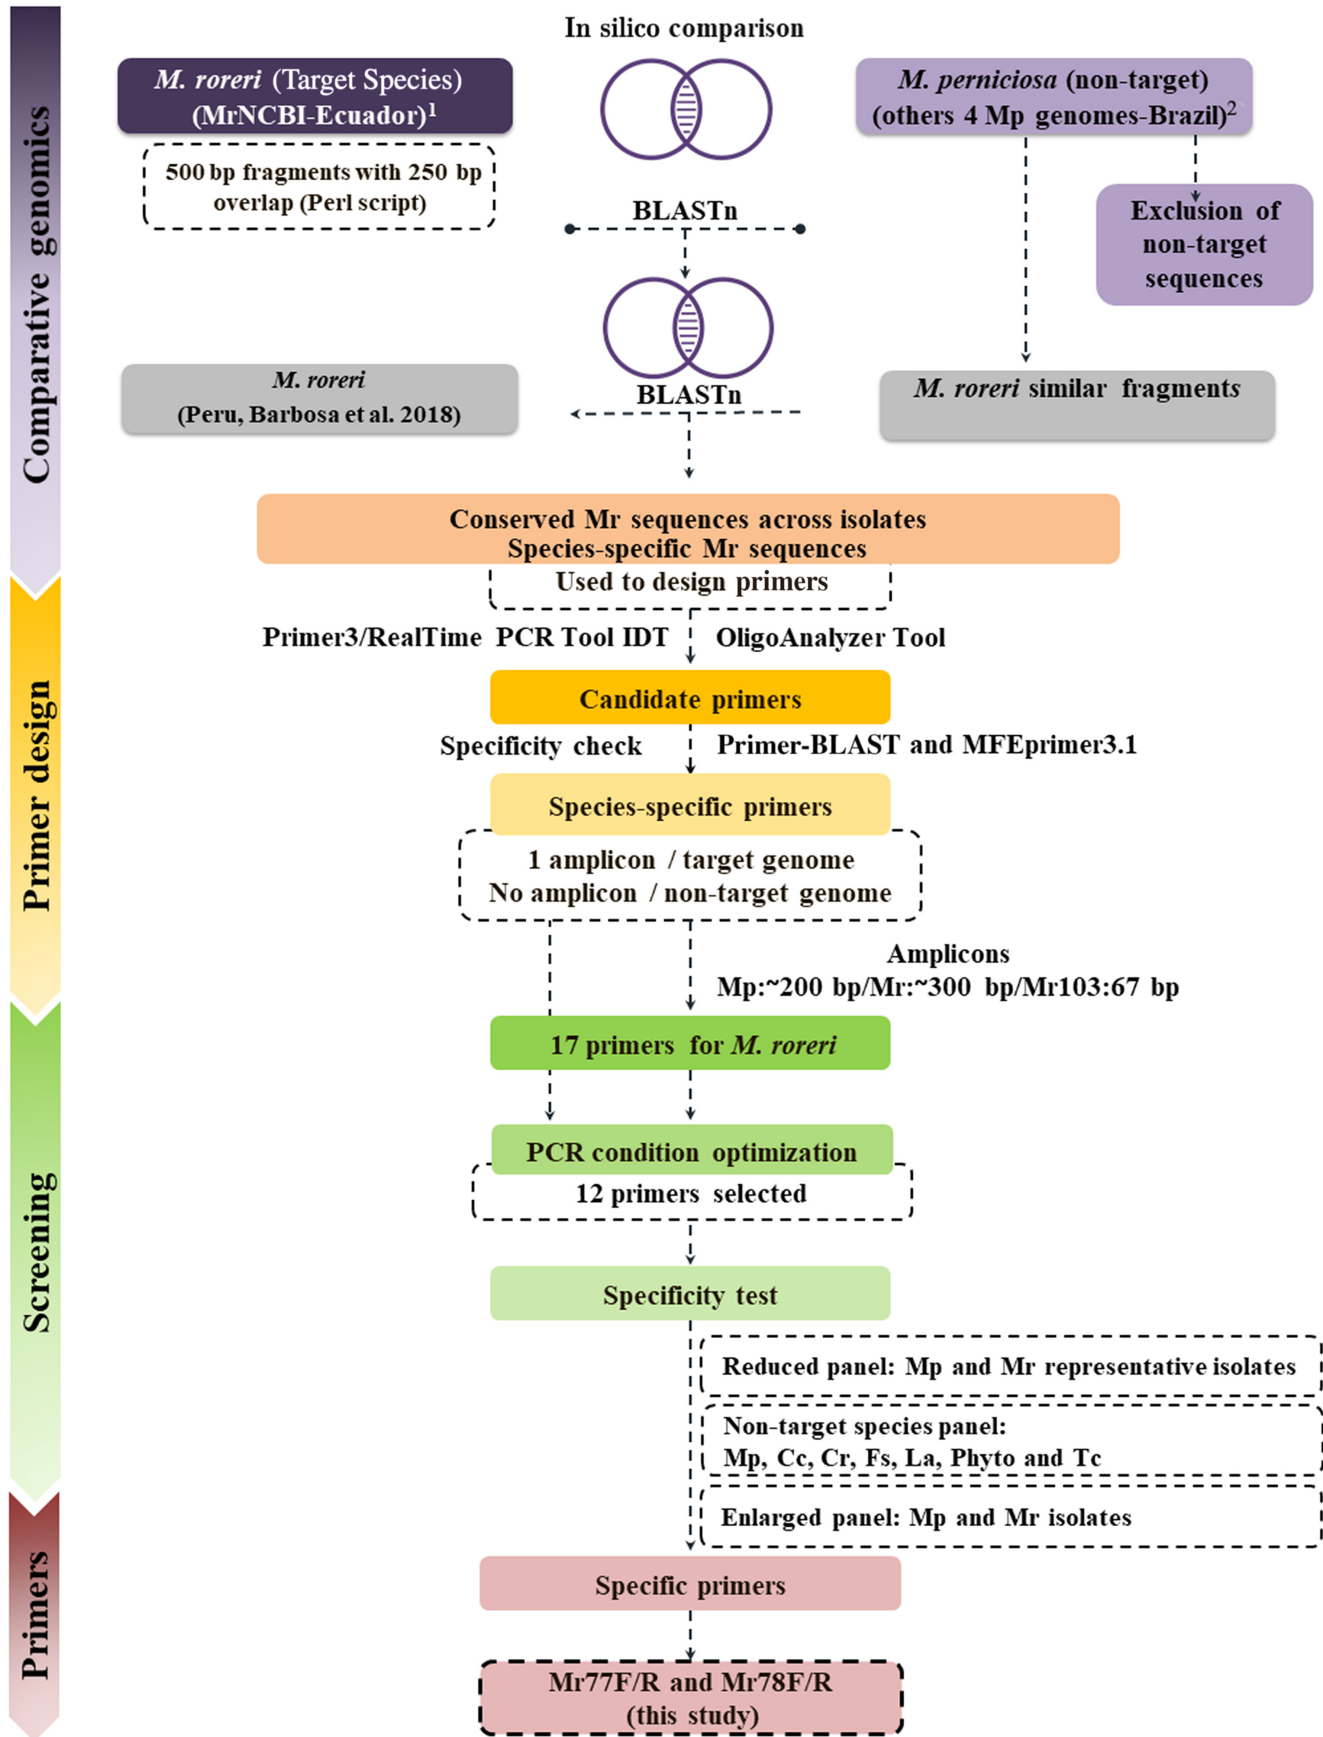 In silico comparison
M. roreri (Target Species)
(MrNCBI-Ecuador)1
500 bp fragments with 250 bp
overlap (Perl script)
M. perniciosa (non-target)
(others 4 Mp genomes-Brazil)2
BLASTn
Exclusion of
non-target
sequences
M. roreri
(Peru, Barbosa et al. 2018)
BLASTn
M. roreri similar fragments
Comparative genomics
Conserved Mr sequences across isolates
Species-specific Mr sequences
Used to design primers
Primer3/RealTime PCR Tool IDT
OligoAnalyzer Tool
Candidate primers
Specificity check
Primer-BLAST and MFEprimer3.1
Species-specific primers
1 amplicon / target genome
No amplicon / non-target genome
Primer design
Amplicons
Mp:~200 bp/Mr:~300 bp/Mr103:67 bp
17 primers for M. roreri
PCR condition optimization
12 primers selected
Specificity test
Screening
Reduced panel: Mp and Mr representative isolates
Non-target species panel:
Mp, Cc, Cr, Fs, La, Phyto and Tc
Enlarged panel: Mp and Mr isolates
Specific primers
Primers
Mr77F/R and Mr78F/R
(this study)